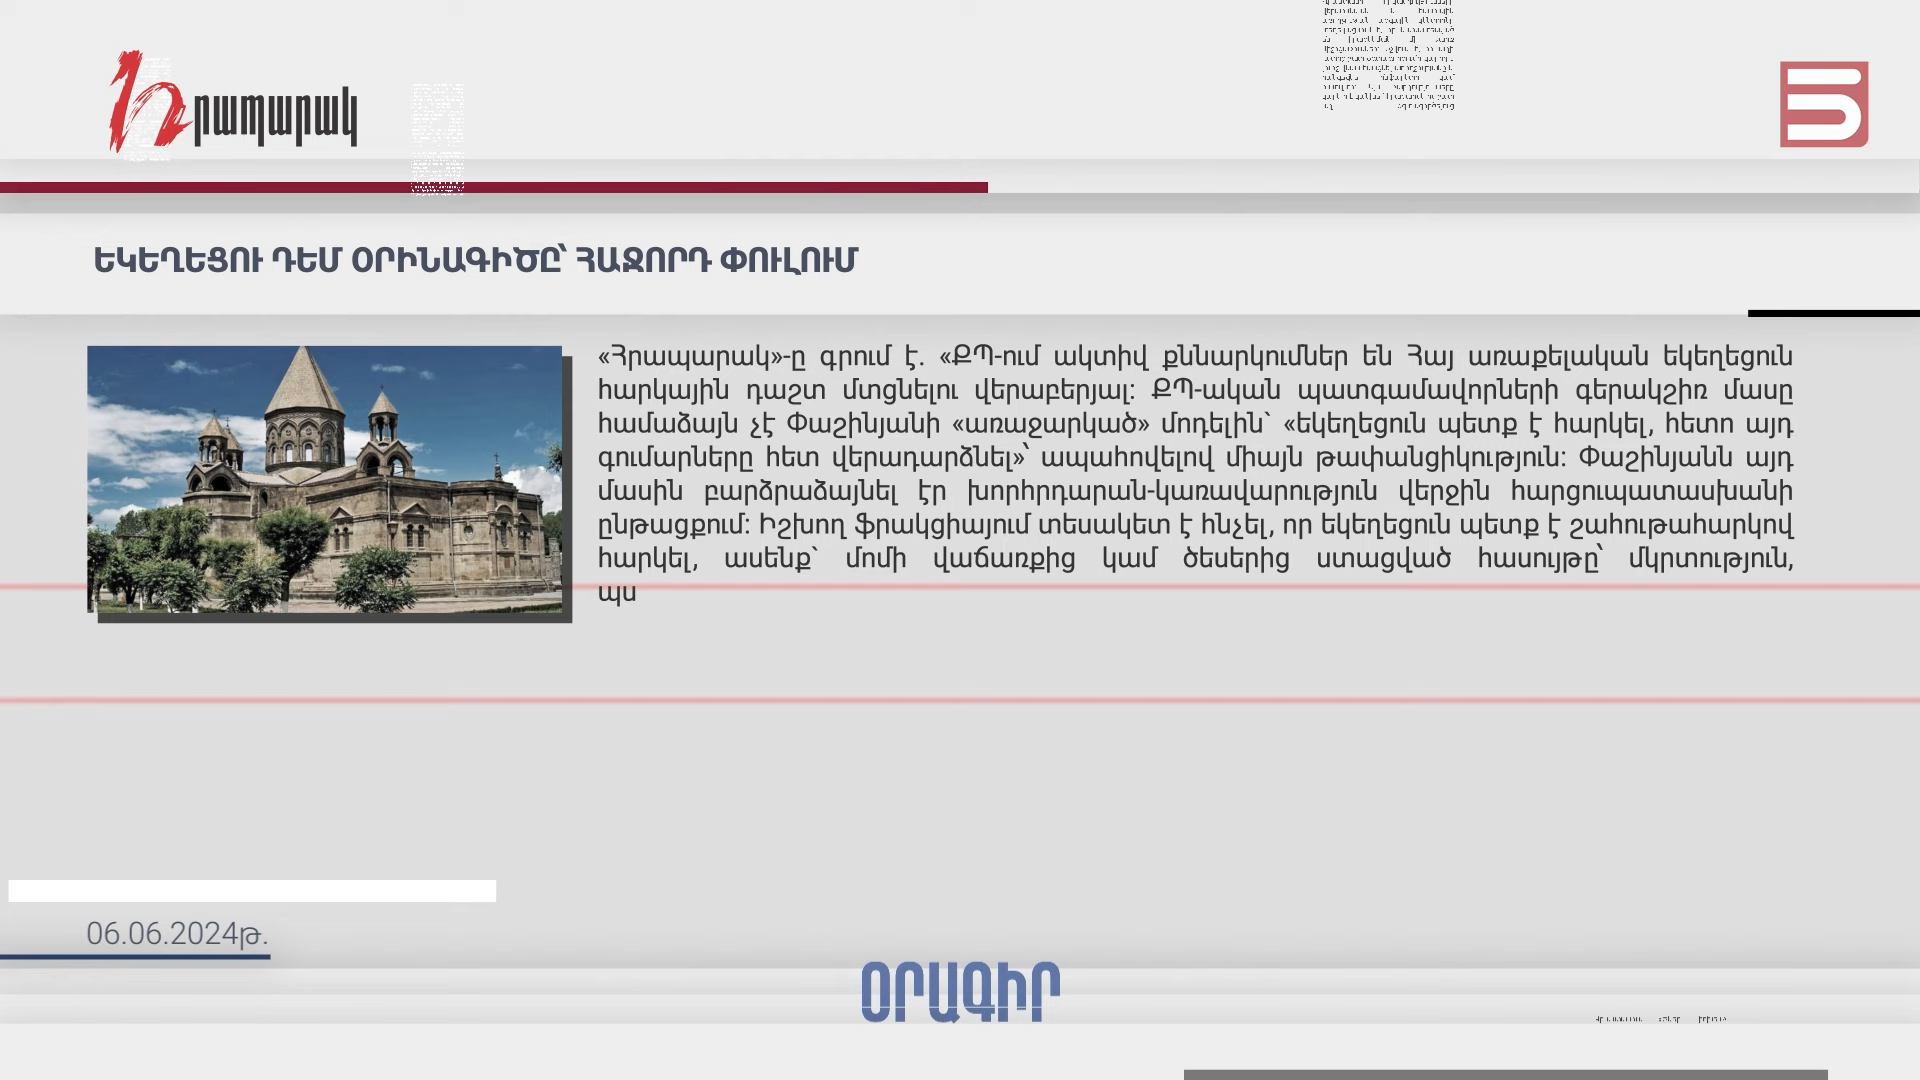 Հրապարակ
ԵԿԵՂԵՑՈՒ ԴԵՄ ՕՐԻՆԱԳԻԾԸ՝ ՀԱՋՈՐԴ ՓՈՒԼՈՒՄ
«Հրապարակ»-ը գրում է. «ՔՊ-ում ակտիվ քննարկումներ են Հայ առաքելական եկեղեցուն
հարկային դաշտ մտցնելու վերաբերյալ: ՔՊ-ական պատգամավորների գերակշիռ մասը
համաձայն չէ Փաշինյանի «առաջարկած» մոդելին՝ «եկեղեցուն պետք է հարկել, հետո այդ
գումարները հետ վերադարձնել»՝ ապահովելով միայն թափանցիկություն: Փաշինյանն այդ
մասին բարձրաձայնել էր խորհրդարան-կառավարություն վերջին հարցուպատասխանի
ընթացքում: Իշխող ֆրակցիայում տեսակետ է հնչել, որ եկեղեցուն պետք է շահութահարկով
հարկել, ասենք՝ մոմի վաճառքից կամ ծեսերից ստացված հասույթը՝ մկրտություն,
պս
06.06.2024թ.
ՕՐԱԳԻՐ